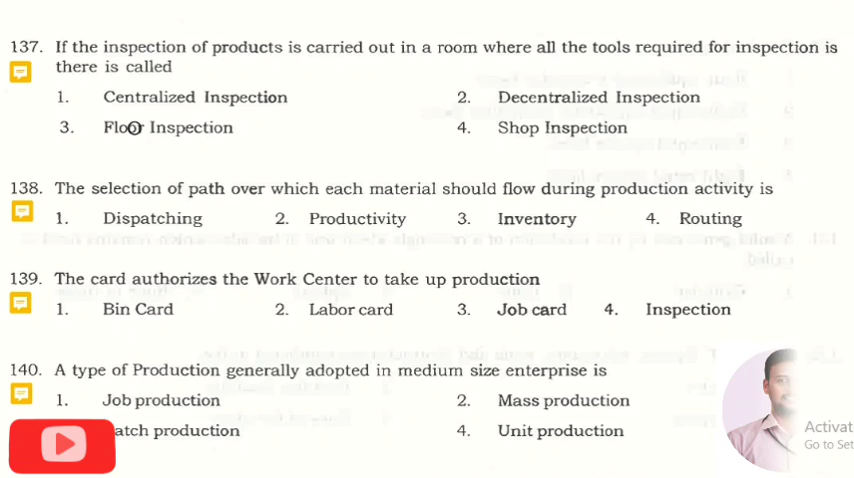 137. If the inspection of products is carried out in a room where all the tools required for inspection is
there is called
1. Centralized Inspection 2. Decentralized Inspection
3. Floor Inspection 4. Shop Inspection
138. The selection of path over which each material should flow during production activity is
1. Dispatching 2. Productivity 3. Inventory 4. Routing
139. The card authorizes the Work Center to take up production
1. Bin Card 2. Labor card 3. Job card 4. Inspection
140. A type of Production generally adopted in medium size enterprise is
1. Job production 2. Mass production
atch production 4. Unit production
Activat
Go to Set